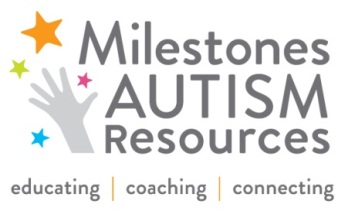 Milestones
AUTISM
Resources
educating | coaching | connecting